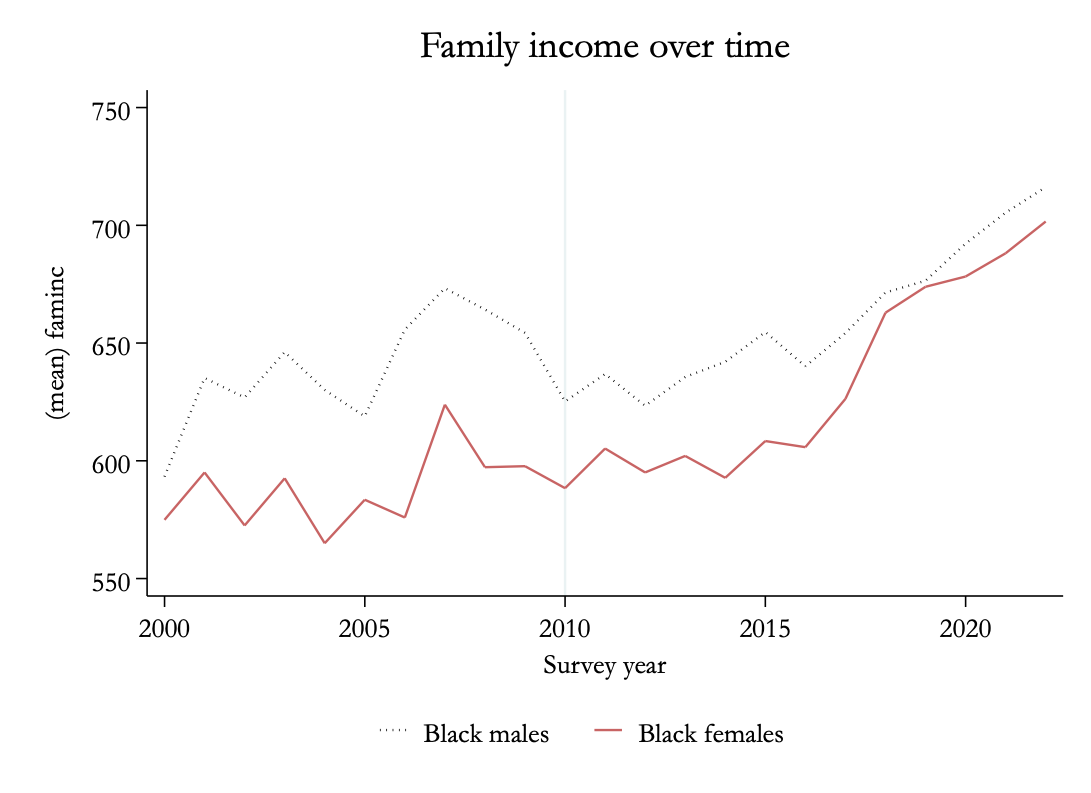 Family income over time
750
700
650
600
550
(mean) faminc
2000 2005 2010 2015 2020
Survey year
Black males Black females